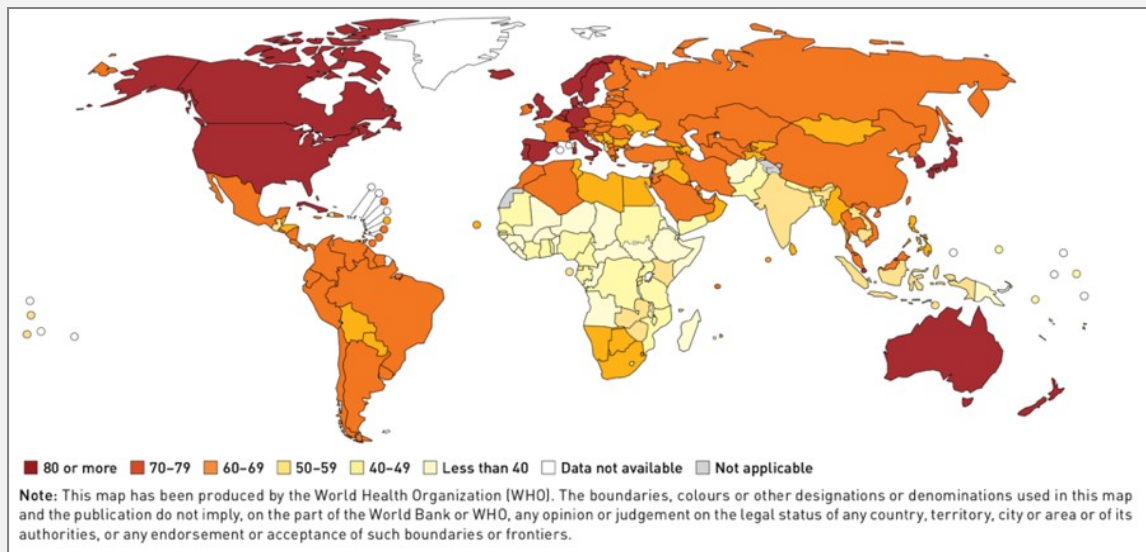 80 or more 70–79 60–69 50–59 40–49 Less than 40 Data not available Not applicable
Note: This map has been produced by the World Health Organization (WHO). The boundaries, colours or other designations or denominations used in this map
and the publication do not imply, on the part of the World Bank or WHO, any opinion or judgement on the legal status of any country, territory, city or area or of its
authorities, or any endorsement or acceptance of such boundaries or frontiers.